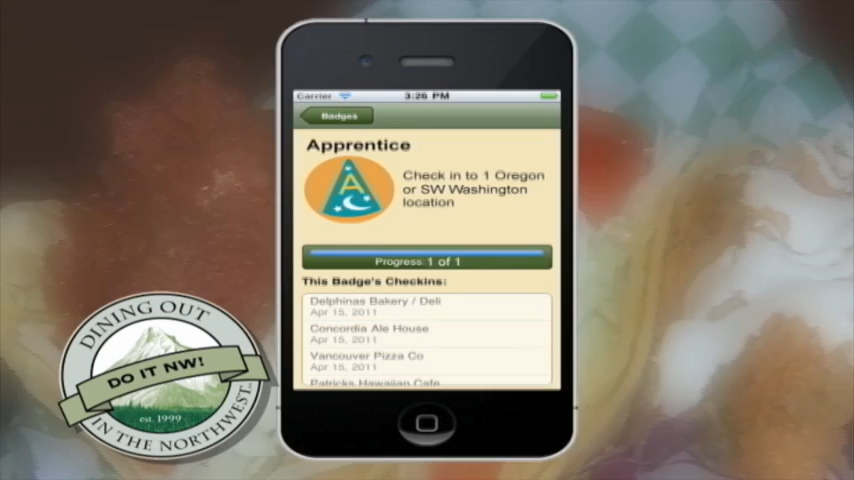 Carrier 3:26 PM
Badges
Apprentice
A
Check in to 1 Oregon
or SW Washington
location
Progress 1 of 1
This Badge's Checkins:
Delphinas Bakery / Deli
Apr 15, 2011
Concordia Ale House
Apr 15, 2011
Vancouver Pizza Co
Apr 15, 2011
Patricks Hawaiian Cafe
DINING OUT
DO IT NW!
est. 1999
IN THE NORTHWEST